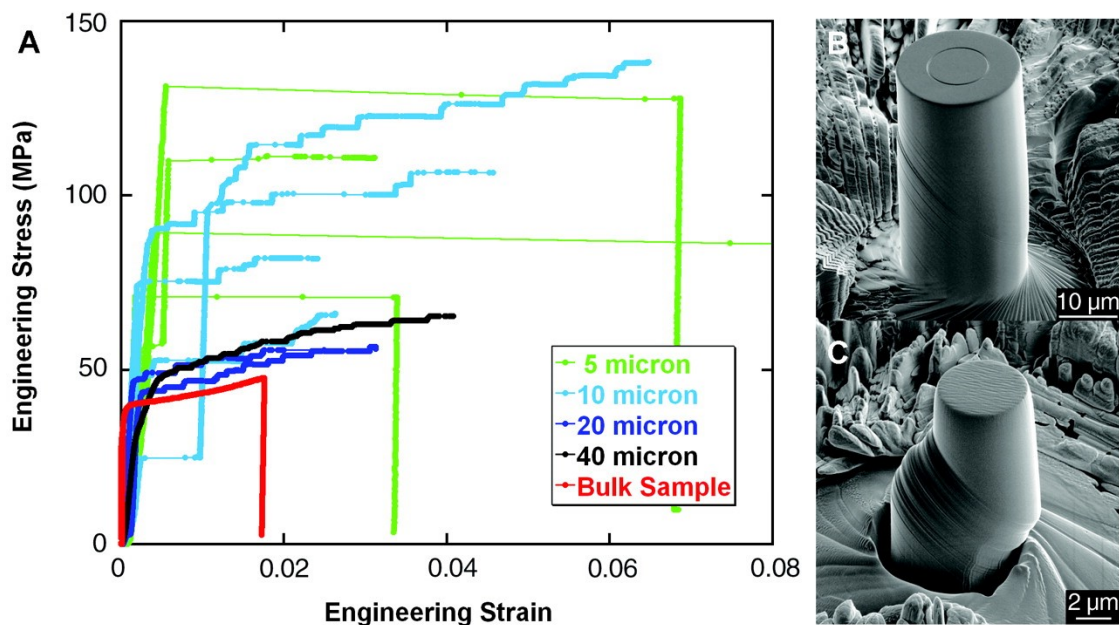 A
150
100
50
0
Engineering Stress (MPa)
0
0.02
0.04
0.06
0.08
Engineering Strain
5 micron
10 micron
20 micron
40 micron
Bulk Sample
B
10 µm
C
2 µm